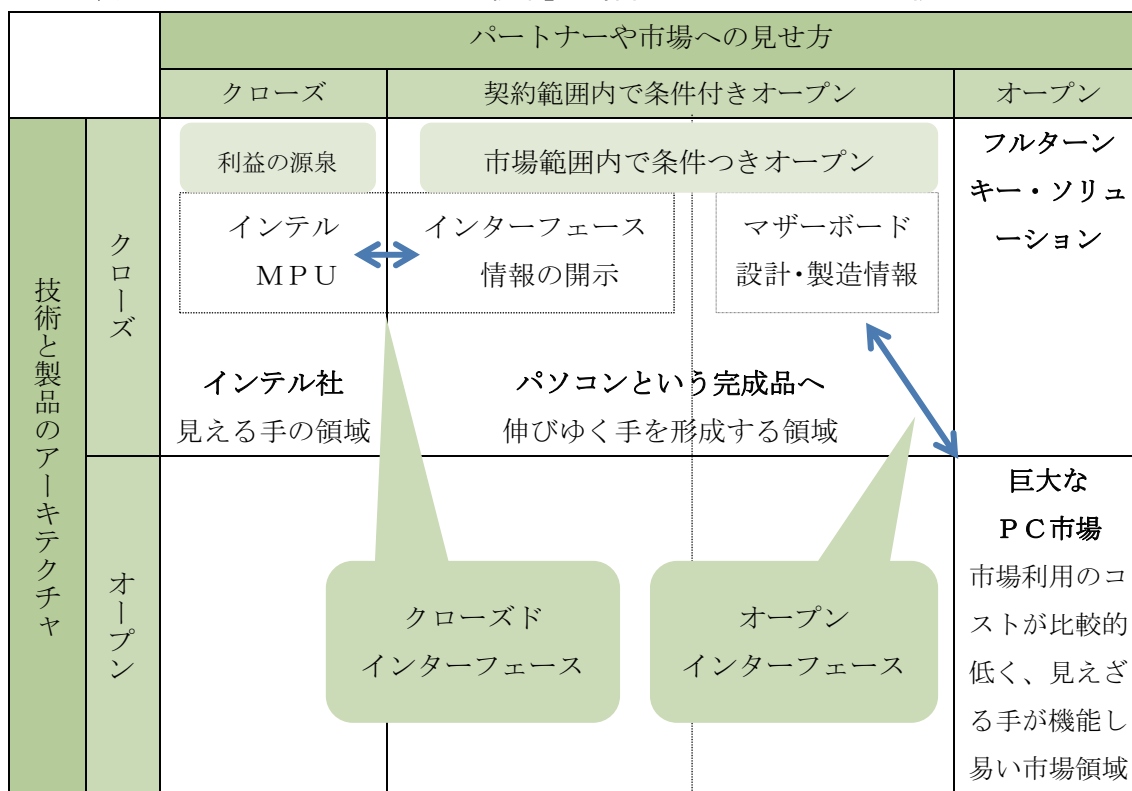 パートナーや市場への見せ方
クローズ
契約範囲内で条件付きオープン
オープン
技術と製品のアーキテクチャ
クローズ
利益の源泉
市場範囲内で条件つきオープン
インテル
ＭＰＵ
インターフェース
情報の開示
マザーボード
設計・製造情報
インテル社
見える手の領域
パソコンという完成品へ
伸びゆく手を形成する領域
フルターン
キー・ソリュ
ーション
オープン
クローズド
インターフェース
オープン
インターフェース
巨大な
ＰＣ市場
市場利用のコ
ストが比較的
低く、見えざ
る手が機能し
易い市場領域